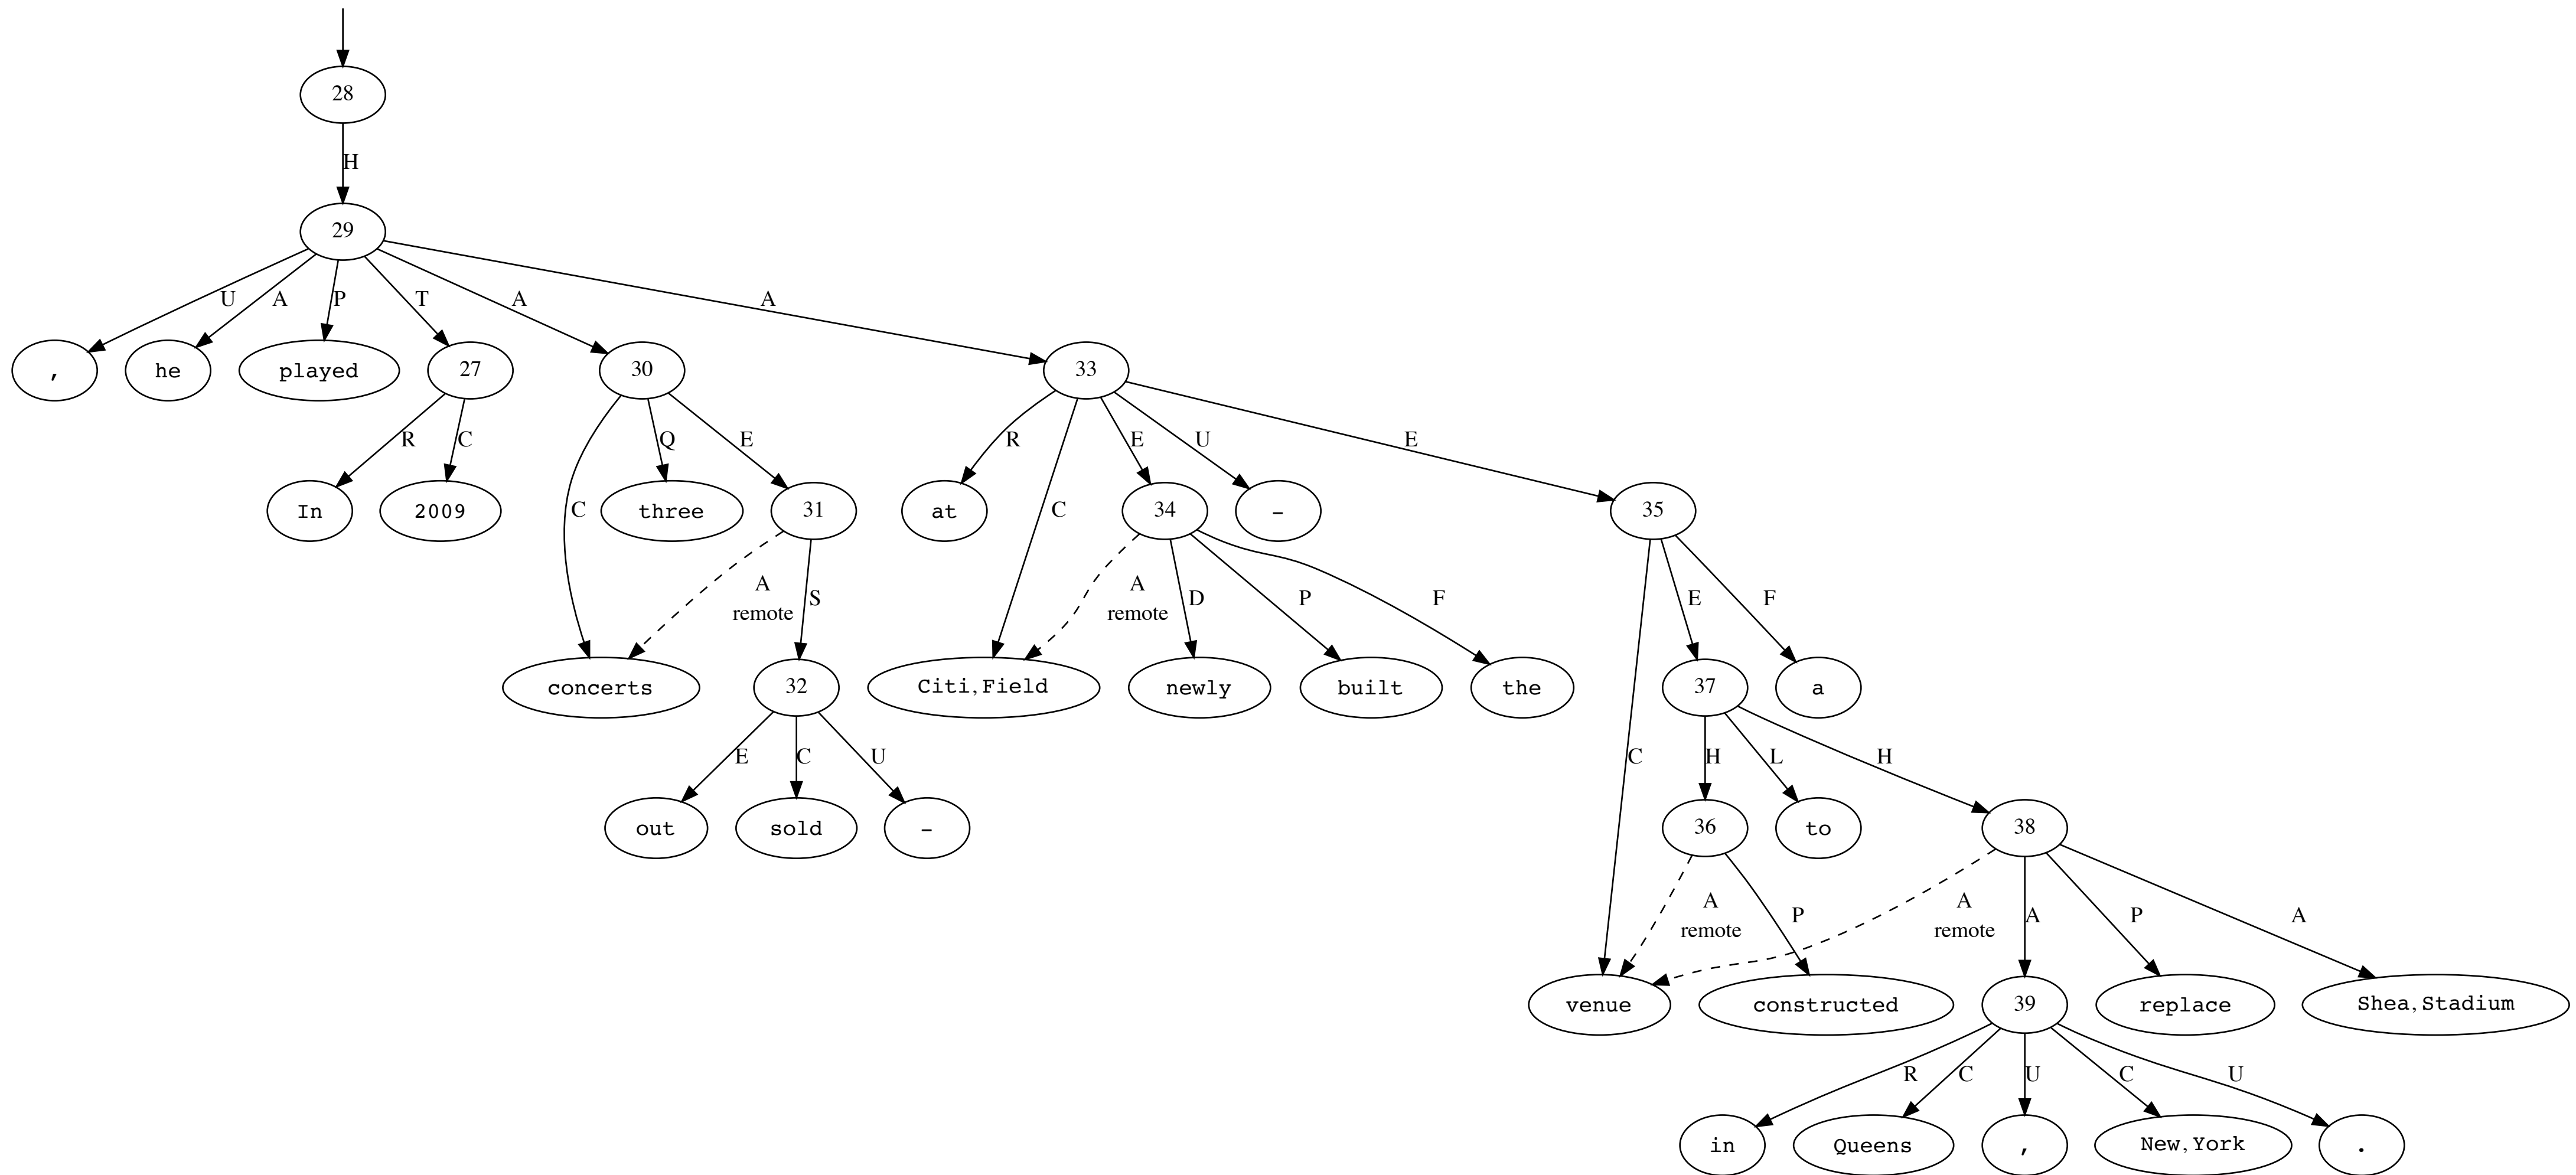 28
H
29
U A P T A A
, he played 27 30 33
R C C Q E R C E U E
In 2009 three 31 at 34 - 35
A remote S A remote D P F C E F
concerts 32 Citi,Field newly built the 37 a
E C U H L H
out sold - 36 to 38
A remote P A remote A P A
venue constructed 39 replace Shea,Stadium
R C U C U
in Queens , New,York .